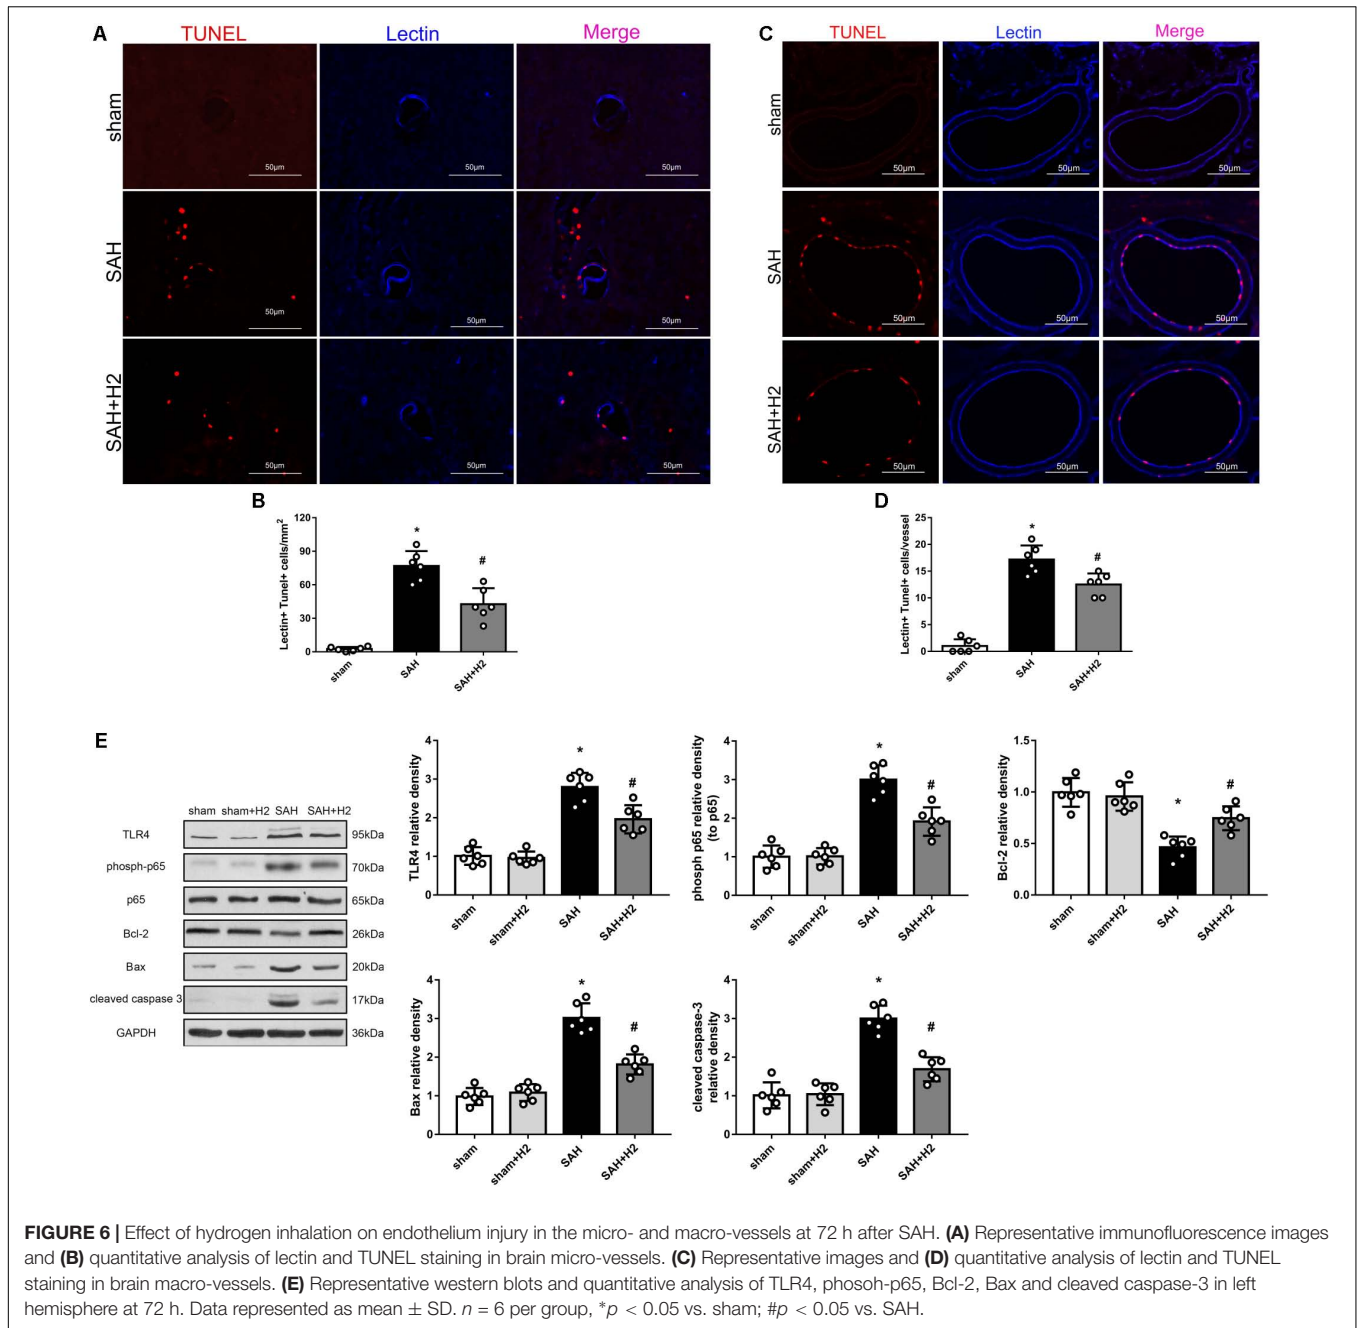 A TUNEL Lectin Merge
sham
50µm 50µm 50µm
SAH
50µm 50µm 50µm
SAH+H2
50µm 50µm 50µm
C TUNEL Lectin Merge
sham
50µm 50µm 50µm
SAH
50µm 50µm 50µm
SAH+H2
50µm 50µm 50µm
B
Lectin+ Tunel+ cells/mm²
120
90
60
30
0
*
#
sham SAH SAH+H2
D
Lectin+ Tunel+ cells/vessel
25
20
15
10
5
0
*
#
sham SAH SAH+H2
E
sham sham+H2 SAH SAH+H2
TLR4 95kDa
phosph-p65 70kDa
p65 65kDa
Bcl-2 26kDa
Bax 20kDa
cleaved caspase 3 17kDa
GAPDH 36kDa
TLR4 relative density
4
3
2
1
0
*
#
sham sham+H2 SAH SAH+H2
phosph p65 relative density
(to p65)
4
3
2
1
0
*
#
sham sham+H2 SAH SAH+H2
Bcl-2 relative density
1.5
1.0
0.5
0.0
*
#
sham sham+H2 SAH SAH+H2
Bax relative density
4
3
2
1
0
*
#
sham sham+H2 SAH SAH+H2
cleaved caspase-3
relative density
4
3
2
1
0
*
#
sham sham+H2 SAH SAH+H2
FIGURE 6 | Effect of hydrogen inhalation on endothelium injury in the micro- and macro-vessels at 72 h after SAH. (A) Representative immunofluorescence images
and (B) quantitative analysis of lectin and TUNEL staining in brain micro-vessels. (C) Representative images and (D) quantitative analysis of lectin and TUNEL
staining in brain macro-vessels. (E) Representative western blots and quantitative analysis of TLR4, phosoh-p65, Bcl-2, Bax and cleaved caspase-3 in left
hemisphere at 72 h. Data represented as mean ± SD. n = 6 per group, *p < 0.05 vs. sham; #p < 0.05 vs. SAH.